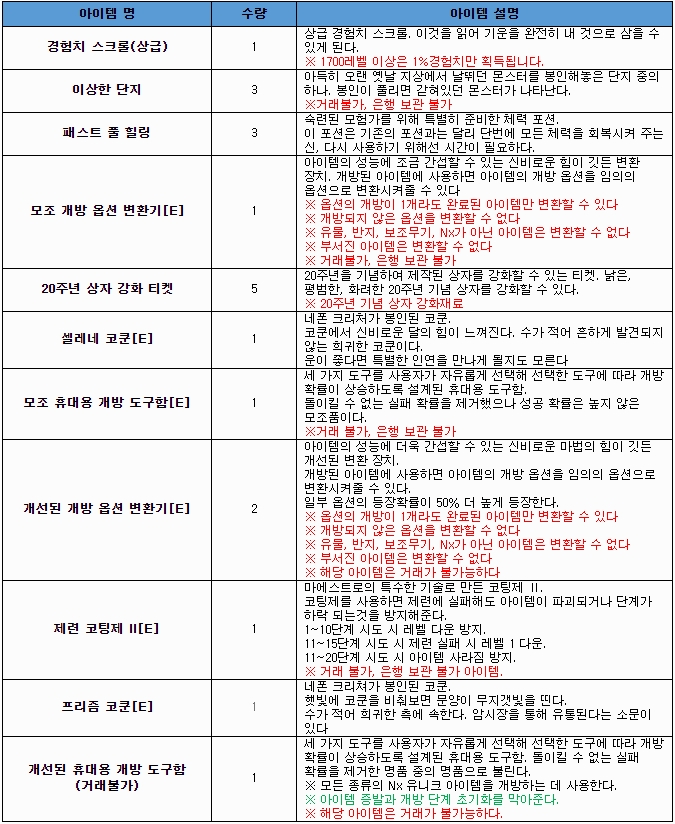 아이템 명 수량 아이템 설명
경험치 스크롤(상급) 1
상급 경험치 스크롤. 이것을 읽어 기운을 완전히 내 것으로 삼을 수
있게 된다.
※ 1700레벨 이상은 1%경험치만 획득됩니다.
이상한 단지 3
아득히 오랜 옛날 지상에서 날뛰던 몬스터를 봉인해놓은 단지 중의
하나. 봉인이 풀리면 갇혀있던 몬스터가 나타난다.
※거래불가, 은행 보관 불가
패스트 풀 힐링 3
숙련된 모험가를 위해 특별히 준비한 체력 포션.
이 포션은 기존의 포션과는 달리 단번에 모든 체력을 회복시켜 주는
신, 다시 사용하기 위해선 시간이 필요하다.
모조 개방 옵션 변환기[E] 1
아이템의 성능에 조금 간섭할 수 있는 신비로운 힘이 깃든 변환
장치. 개방된 아이템에 사용하면 아이템의 개방 옵션을 임의의
옵션으로 변환시켜줄 수 있다
※ 옵션의 개방이 1개라도 완료된 아이템만 변환할 수 있다
※ 개방되지 않은 옵션을 변환할 수 없다
※ 유물, 반지, 보조무기, Nx가 아닌 아이템은 변환할 수 없다
※ 부서진 아이템은 변환할 수 없다
※ 거래불가, 은행 보관 불가
20주년 상자 강화 티켓 5
20주년을 기념하여 제작된 상자를 강화할 수 있는 티켓. 낡은,
평범한, 화려한 20주년 기념 상자를 강화할 수 있다.
※ 20주년 기념 상자 강화재료
셀레네 코쿤[E] 1
네폰 크리쳐가 봉인된 코쿤.
코쿤에서 신비로운 달의 힘이 느껴진다. 수가 적어 흔하게 발견되지
않는 희귀한 코쿤이다.
운이 좋다면 특별한 인연을 만나게 될지도 모른다
모조 휴대용 개방 도구함[E] 1
세 가지 도구를 사용자가 자유롭게 선택해 선택한 도구에 따라 개방
확률이 상승하도록 설계된 휴대용 도구함.
돌이킬 수 없는 실패 확률을 제거했으나 성공 확률은 높지 않은
모조품이다.
※거래 불가, 은행 보관 불가
개선된 개방 옵션 변환기[E] 2
아이템의 성능에 더욱 간섭할 수 있는 신비로운 마법의 힘이 깃든
개선된 변환 장치.
개방된 아이템에 사용하면 아이템의 개방 옵션을 임의의 옵션으로
변환시켜줄 수 있다.
일부 옵션의 등장확률이 50% 더 높게 등장한다.
※ 옵션의 개방이 1개라도 완료된 아이템만 변환할 수 있다
※ 개방되지 않은 옵션을 변환할 수 없다
※ 유물, 반지, 보조무기, Nx가 아닌 아이템은 변환할 수 없다
※ 부서진 아이템은 변환할 수 없다
※ 해당 아이템은 거래가 불가능하다
제련 코팅제 II[E] 1
마에스트로의 특수한 기술로 만든 코팅제 Ⅱ.
코팅제를 사용하면 제련에 실패해도 아이템이 파괴되거나 단계가
하락 되는것을 방지해준다.
1~10단계 시도 시 레벨 다운 방지.
11~15단계 시도 시 제련 실패 시 레벨 1 다운.
11~20단계 시도 시 아이템 사라짐 방지.
※ 거래 불가, 은행 보관 불가 아이템.
프리즘 코쿤[E] 1
네폰 크리쳐가 봉인된 코쿤.
햇빛에 코쿤을 비춰보면 문양이 무지갯빛을 띤다.
수가 적어 희귀한 측에 속한다. 암시장을 통해 유통된다는 소문이
있다
개선된 휴대용 개방 도구함
(거래불가) 1
세 가지 도구를 사용자가 자유롭게 선택해 선택한 도구에 따라 개방
확률이 상승하도록 설계된 휴대용 도구함. 돌이킬 수 없는 실패
확률을 제거한 명품 중의 명품으로 불린다.
※ 모든 종류의 Nx 유니크 아이템을 개방하는 데 사용한다.
※ 아이템 증발과 개방 단계 초기화를 막아준다.
※ 해당 아이템은 거래가 불가능하다.